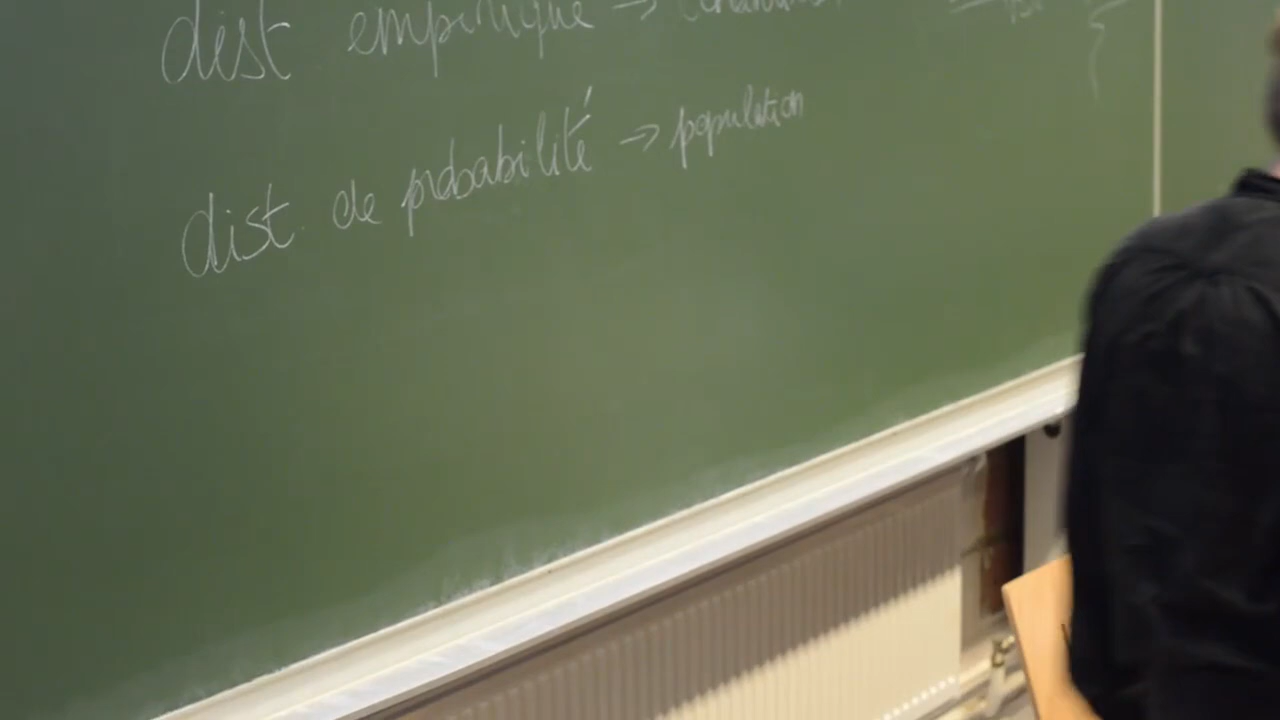 dist empirique →
dist. de probabilité → population